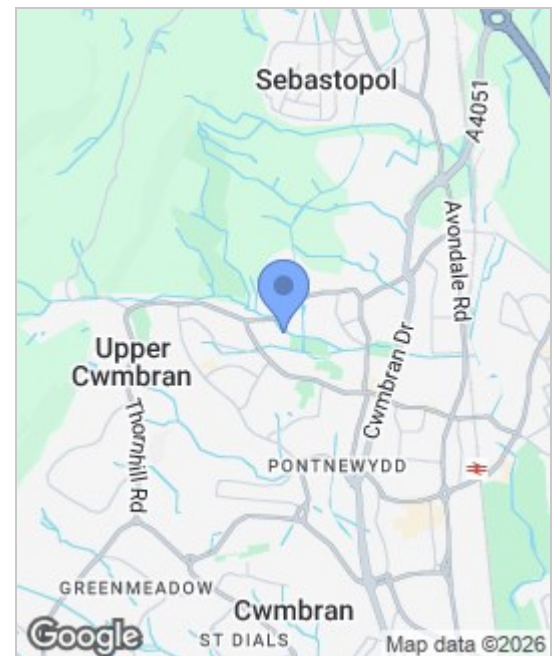 Sebastopol
A4051
Avondale Rd
Upper
Cwmbran
Thornhill Rd
Cwmbran Dr
PONTNEWYDD
GREENMEADOW
Cwmbran
ST DIALS
Google
Map data ©2026